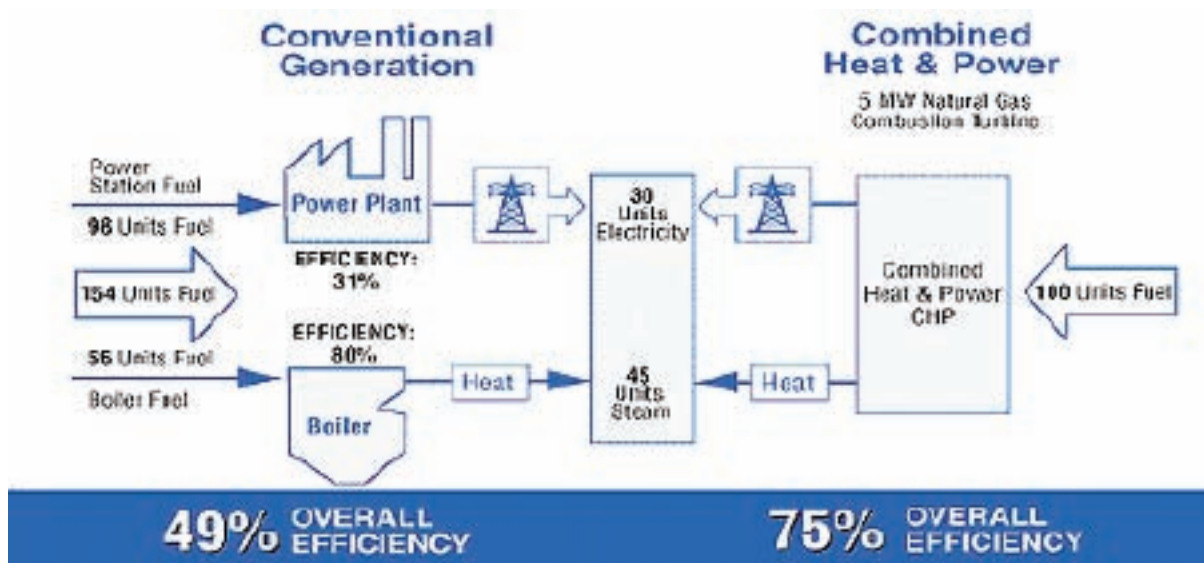 Conventional
Generation
Combined
Heat & Power
5 MW Natural Gas
Combustion Turbine
Power
Station Fuel
98 Units Fuel
Power Plant
EFFICIENCY:
31%
154 Units Fuel
EFFICIENCY:
80%
56 Units Fuel
Boiler Fuel
Boiler
Heat
30
Units
Electricity
45
Units
Steam
Heat
Combined
Heat & Power
CHP
100 Units Fuel
49% OVERALL
EFFICIENCY
75% OVERALL
EFFICIENCY